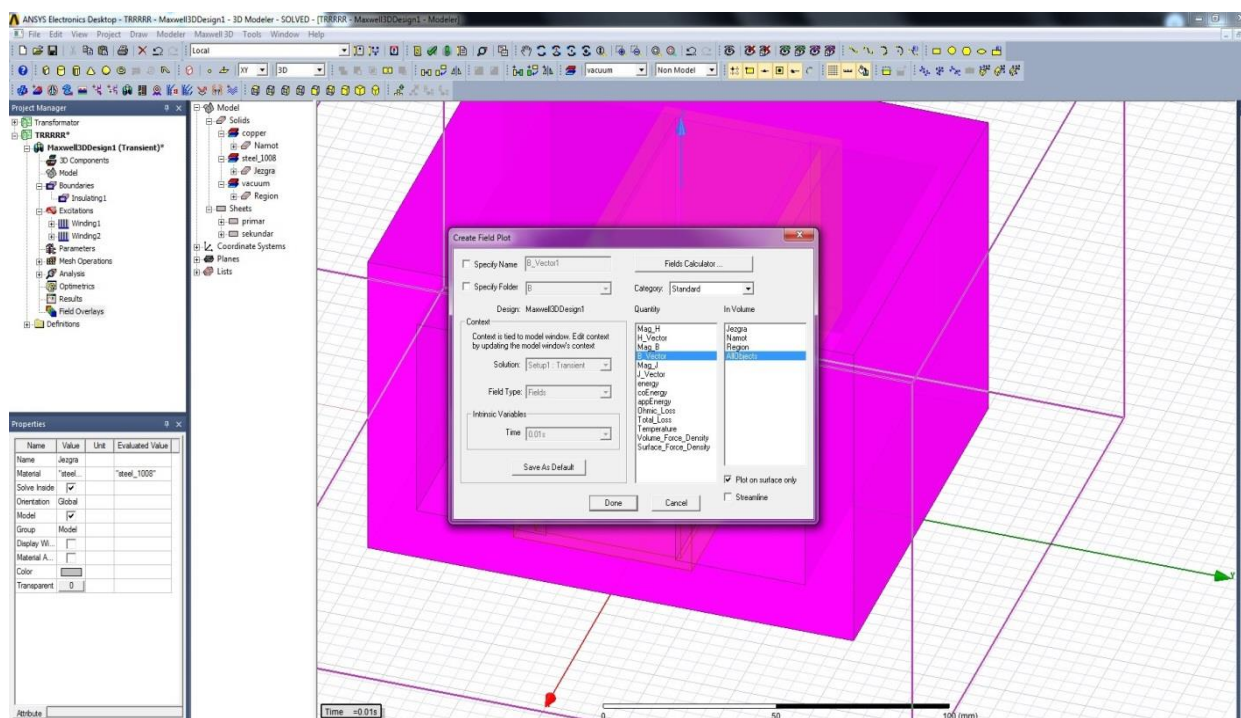 ANSYS Electronics Desktop - TRRRRR - Maxwell3DDesign1 - 3D Modeler - SOLVED - [TRRRRR - Maxwell3DDesign1 - Modeler]
File Edit View Project Draw Modeler Maxwell 3D Tools Window Help
Local
XY 3D vacuum Non Model
Project Manager
Transformator
TRRRRR*
Maxwell3DDesign1 (Transient)*
3D Components
Model
Boundaries
Insulating1
Excitations
Winding1
Winding2
Parameters
Mesh Operations
Analysis
Optimetrics
Results
Field Overlays
Definitions
Model
Solids
copper
Namot
steel_1008
Jezgra
vacuum
Region
Sheets
primar
sekundar
Coordinate Systems
Planes
Lists
Properties
Name Value Unit Evaluated Value
Name Jezgra
Material "steel... "steel_1008"
Solve Inside
Orientation Global
Model
Group Model
Display Wi...
Material A...
Color
Transparent 0
Attribute
Create Field Plot
Specify Name B_Vector1 Fields Calculator ...
Specify Folder B Category: Standard
Design: Maxwell3DDesign1 Quantity In Volume
Context
Context is tied to model window. Edit context
by updating the model window's context
Solution: Setup1 : Transient
Field Type: Fields
Intrinsic Variables
Time 0.01s
Save As Default
Mag_H
H_Vector
Mag_B
B_Vector
Mag_J
J_Vector
energy
coEnergy
appEnergy
Ohmic_Loss
Total_Loss
Temperature
Volume_Force_Density
Surface_Force_Density
Jezgra
Namot
Region
AllObjects
Plot on surface only
Streamline
Done Cancel
Y
Time =0.01s
0 50 100 (mm)